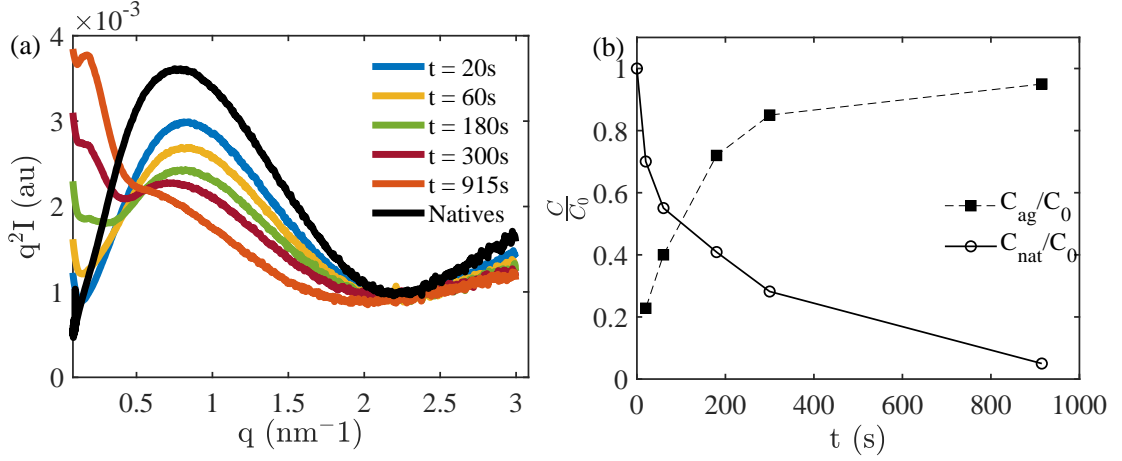 (a)
×10⁻³
4
3
2
1
0
q²I (au)
0.5
1
1.5
2
2.5
3
q (nm−1)
t = 20s
t = 60s
t = 180s
t = 300s
t = 915s
Natives
(b)
1
0.8
0.6
0.4
0.2
0
C/C₀
0
200
400
600
800
1000
t (s)
C_ag/C₀
C_nat/C₀